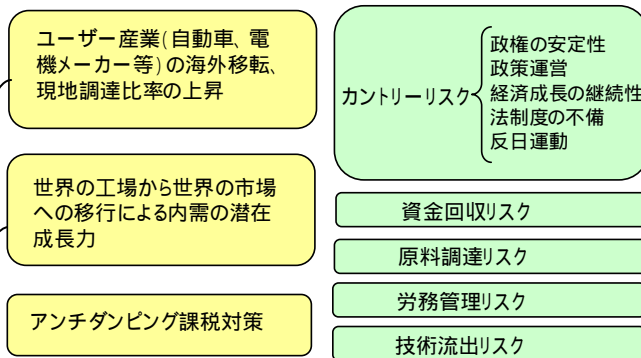 ユーザー産業(自動車、電
機メーカー等)の海外移転、
現地調達比率の上昇
世界の工場から世界の市場
への移行による内需の潜在
成長力
アンチダンピング課税対策
カントリーリスク
政権の安定性
政策運営
経済成長の継続性
法制度の不備
反日運動
資金回収リスク
原料調達リスク
労務管理リスク
技術流出リスク